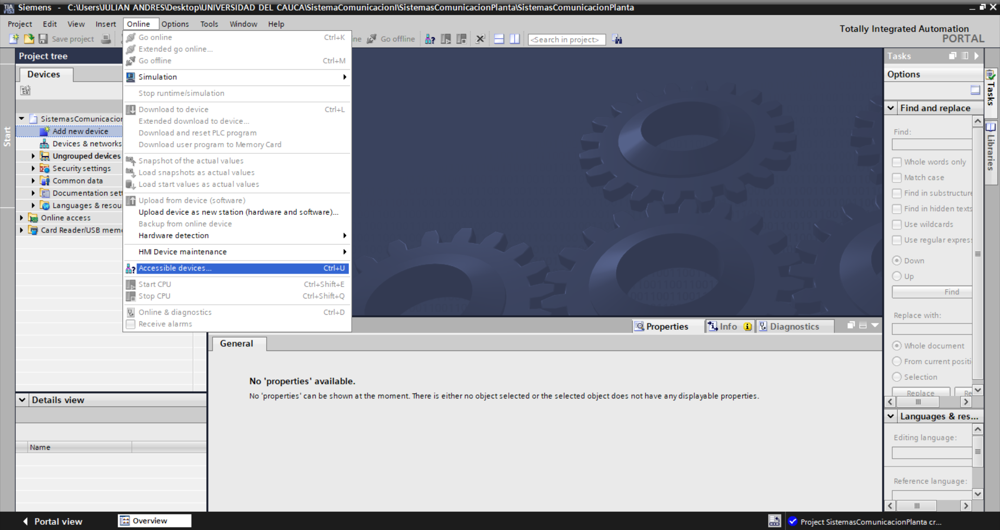 Siemens - C:\Users\JULIAN ANDRES\Desktop\UNIVERSIDAD DEL CAUCA\SistemaComunicacionI\SistemasComunicacionPlanta\SistemasComunicacionPlanta
Project Edit View Insert Online Options Tools Window Help
Totally Integrated Automation
PORTAL
Save project
ne Go offline <Search in project>
Project tree
Devices
Start
SistemasComunicacion
Add new device
Devices & networks
Ungrouped devices
Security settings
Common data
Documentation sett
Languages & resou
Online access
Card Reader/USB memo
Go online Ctrl+K
Extended go online...
Go offline Ctrl+M
Simulation
Stop runtime/simulation
Download to device Ctrl+L
Extended download to device...
Download and reset PLC program
Download user program to Memory Card
Snapshot of the actual values
Load snapshots as actual values
Load start values as actual values
Upload from device (software)
Upload device as new station (hardware and software)...
Backup from online device
Hardware detection
HMI Device maintenance
Accessible devices... Ctrl+U
Start CPU Ctrl+Shift+E
Stop CPU Ctrl+Shift+Q
Online & diagnostics Ctrl+D
Receive alarms
Properties Info Diagnostics
General
No 'properties' available.
No 'properties' can be shown at the moment. There is either no object selected or the selected object does not have any displayable properties.
Details view
Name
Tasks
Options
Find and replace
Find:
Whole words only
Match case
Find in substructure
Find in hidden texts
Use wildcards
Use regular express
Down
Up
Find
Replace with:
Whole document
From current positi
Selection
Replace Re
Languages & res...
Editing language:
Reference language:
Tasks
Libraries
Portal view
Overview
Project SistemasComunicacionPlanta cr...